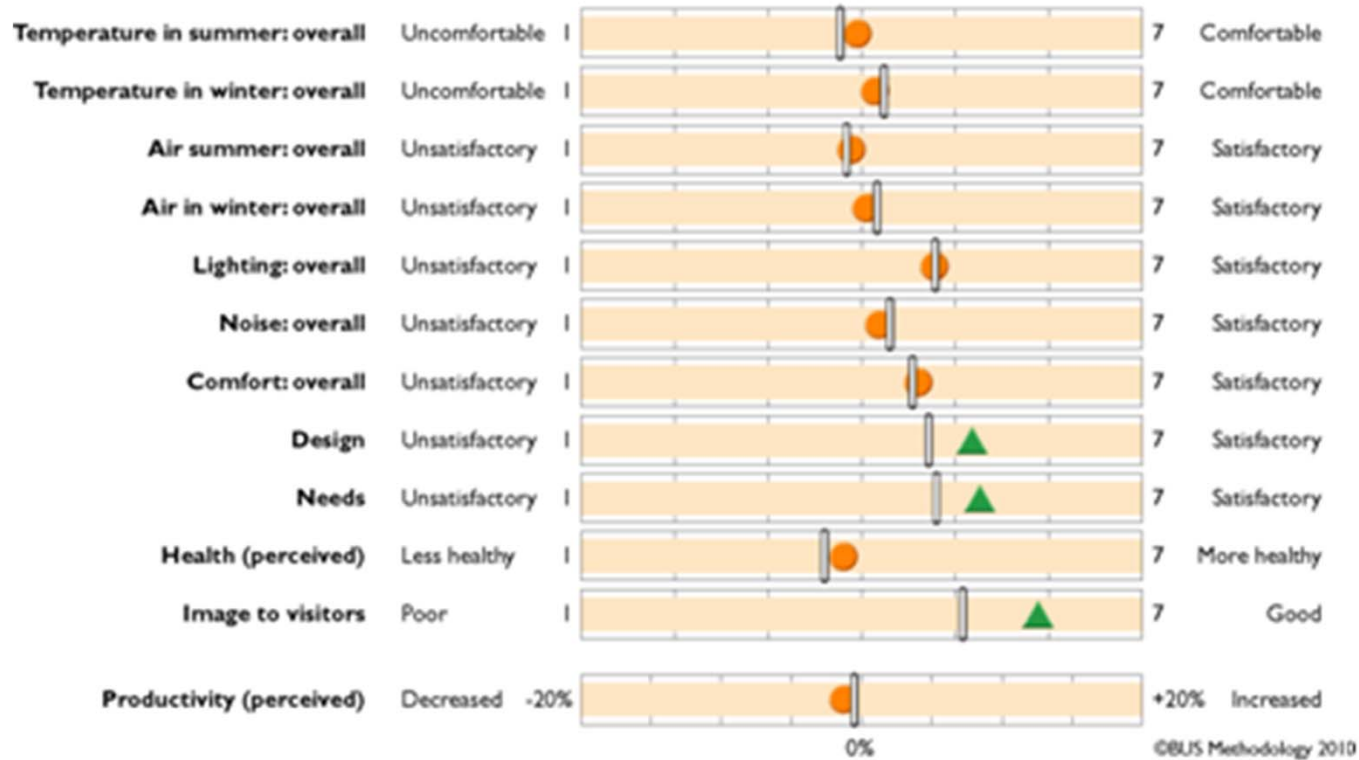 Temperature in summer: overall Uncomfortable 1 7 Comfortable
Temperature in winter: overall Uncomfortable 1 7 Comfortable
Air summer: overall Unsatisfactory 1 7 Satisfactory
Air in winter: overall Unsatisfactory 1 7 Satisfactory
Lighting: overall Unsatisfactory 1 7 Satisfactory
Noise: overall Unsatisfactory 1 7 Satisfactory
Comfort: overall Unsatisfactory 1 7 Satisfactory
Design Unsatisfactory 1 7 Satisfactory
Needs Unsatisfactory 1 7 Satisfactory
Health (perceived) Less healthy 1 7 More healthy
Image to visitors Poor 1 7 Good
Productivity (perceived) Decreased -20% +20% Increased
0% ©BUS Methodology 2010